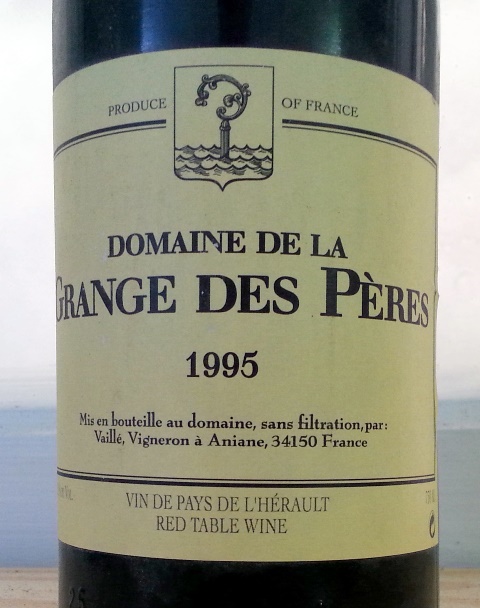 PRODUCE OF FRANCE
DOMAINE DE LA
GRANGE DES PÈRES
1995
Mis en bouteille au domaine, sans filtration, par:
Vaillé, Vigneron à Aniane, 34150 France
VIN DE PAYS DE L'HÉRAULT
RED TABLE WINE